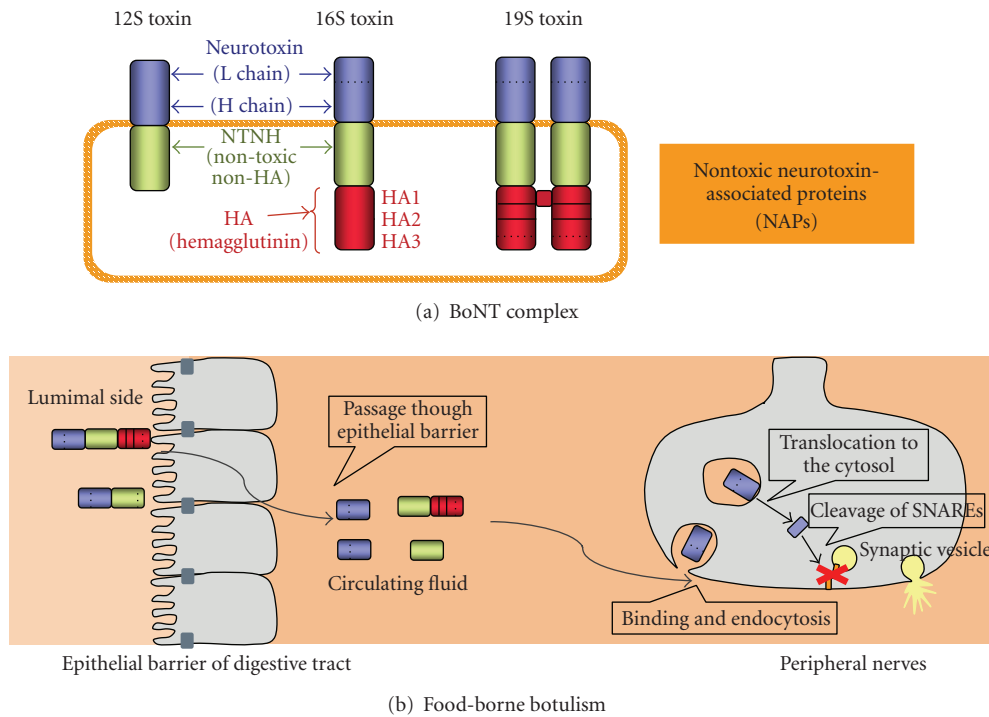 12S toxin
16S toxin
19S toxin
Neurotoxin
(L chain)
(H chain)
NTNH
(non-toxic
non-HA)
HA
(hemagglutinin)
HA1
HA2
HA3
Nontoxic neurotoxin-
associated proteins
(NAPs)
(a) BoNT complex
Lumimal side
Passage though
epithelial barrier
Circulating fluid
Translocation to
the cytosol
Cleavage of SNAREs
Synaptic vesicle
Binding and endocytosis
Epithelial barrier of digestive tract
Peripheral nerves
(b) Food-borne botulism